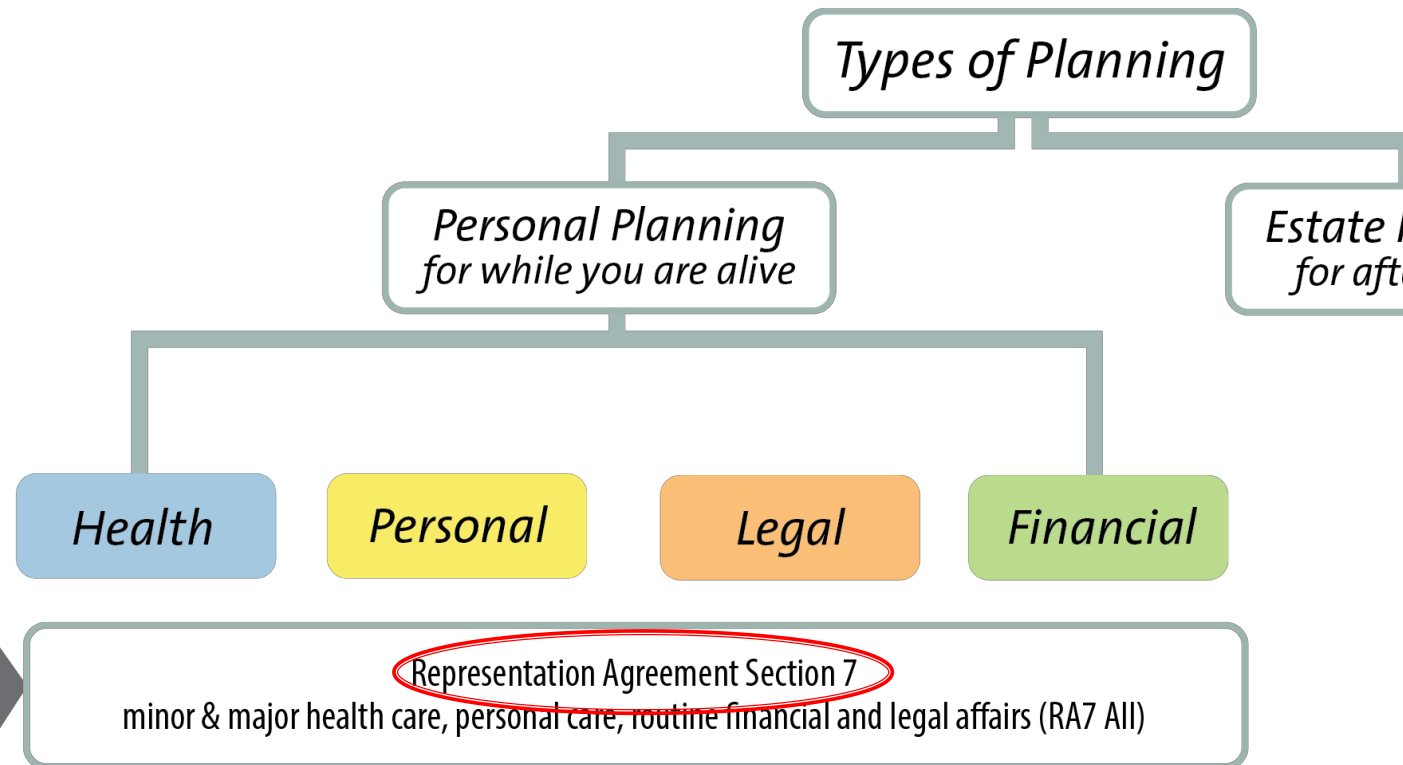 Types of Planning
Personal Planning
for while you are alive
Estate
for
Health
Personal
Legal
Financial
Representation Agreement Section 7
minor & major health care, personal care, routine financial and legal affairs (RA7 All)